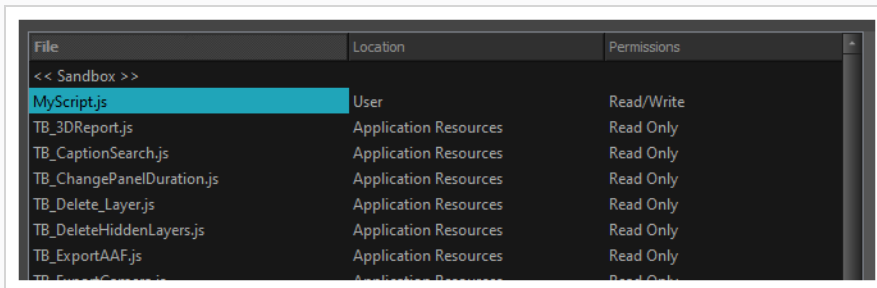 File Location Permissions
<< Sandbox >>
MyScript.js User Read/Write
TB_3DReport.js Application Resources Read Only
TB_CaptionSearch.js Application Resources Read Only
TB_ChangePanelDuration.js Application Resources Read Only
TB_Delete_Layer.js Application Resources Read Only
TB_DeleteHiddenLayers.js Application Resources Read Only
TB_ExportAAF.js Application Resources Read Only